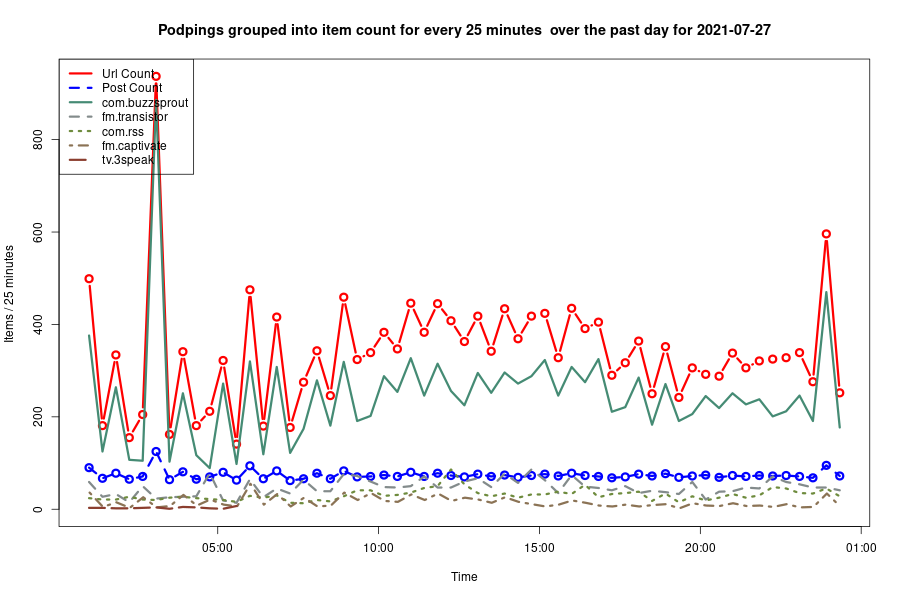 Podpings grouped into item count for every 25 minutes  over the past day for 2021-07-27
Url Count
Post Count
com.buzzsprout
fm.transistor
com.rss
fm.captivate
tv.3speak
Items / 25 minutes
800
600
400
200
0
05:00 10:00 15:00 20:00 01:00
Time